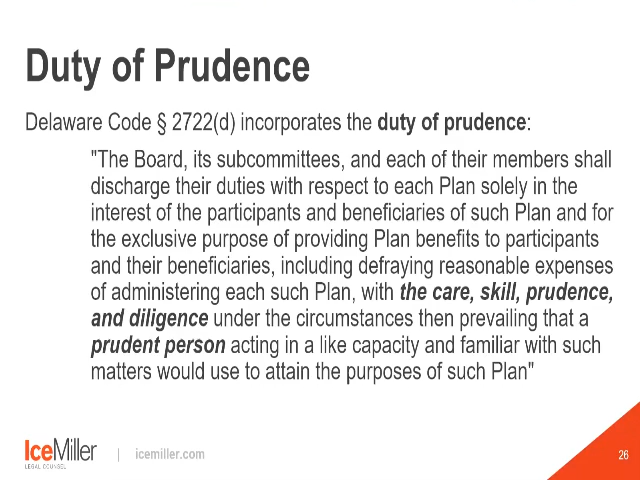 Duty of Prudence
Delaware Code § 2722(d) incorporates the duty of prudence:
"The Board, its subcommittees, and each of their members shall
discharge their duties with respect to each Plan solely in the
interest of the participants and beneficiaries of such Plan and for
the exclusive purpose of providing Plan benefits to participants
and their beneficiaries, including defraying reasonable expenses
of administering each such Plan, with the care, skill, prudence,
and diligence under the circumstances then prevailing that a
prudent person acting in a like capacity and familiar with such
matters would use to attain the purposes of such Plan"
IceMiller
LEGAL COUNSEL
| icemiller.com
26